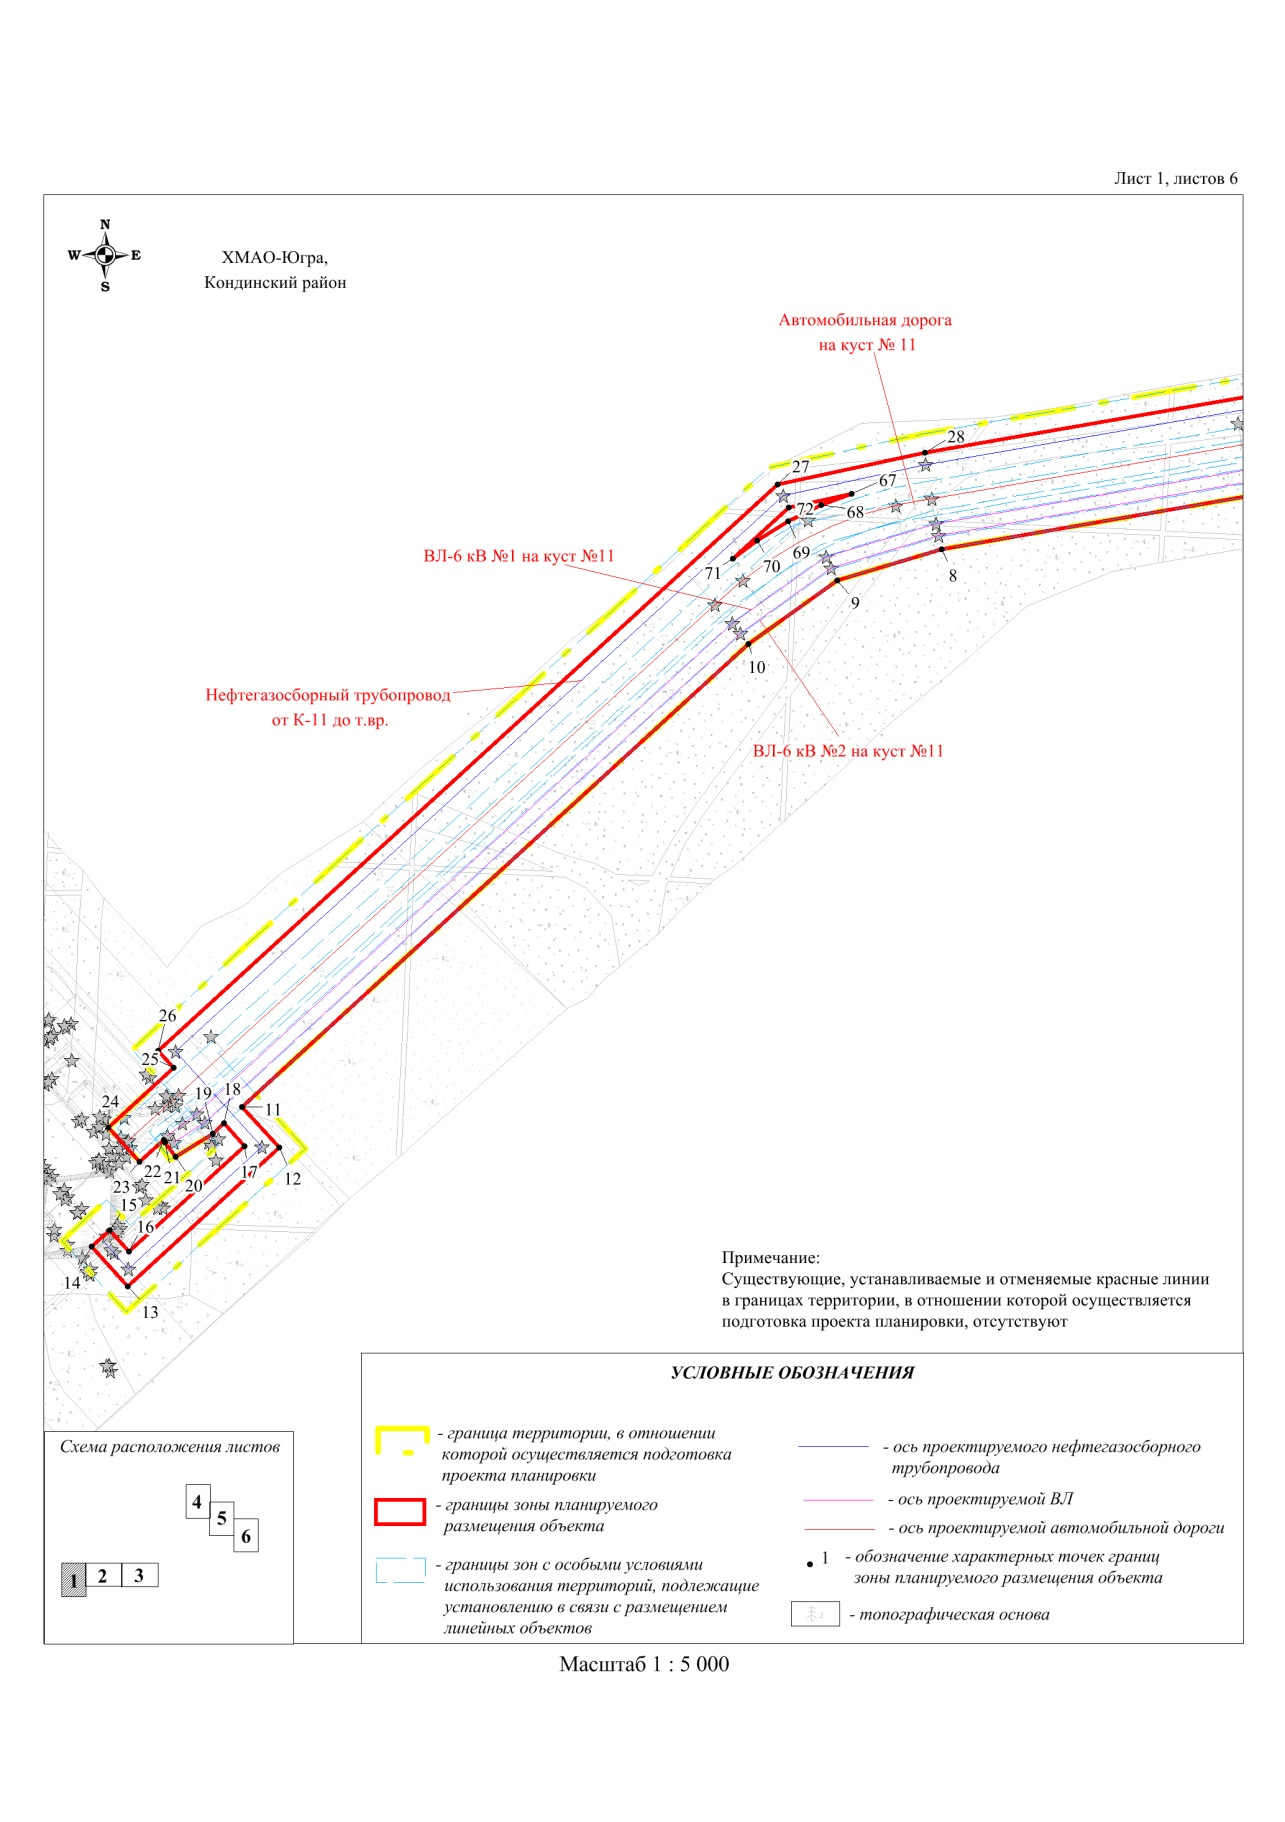 Лист 1, листов 6
N
W E
S
ХМАО-Югра,
Кондинский район
Автомобильная дорога
на куст № 11
28
27
67
72
68
69
70
71
ВЛ-6 кВ №1 на куст №11
8
9
10
Нефтегазосборный трубопровод
от К-11 до т.вр.
ВЛ-6 кВ №2 на куст №11
26
25
24
19
18
11
22
21
20
17
12
23
15
16
14
13
Примечание:
Существующие, устанавливаемые и отменяемые красные линии
в границах территории, в отношении которой осуществляется
подготовка проекта планировки, отсутствуют
УСЛОВНЫЕ ОБОЗНАЧЕНИЯ
- граница территории, в отношении
которой осуществляется подготовка
проекта планировки
- границы зоны планируемого
размещения объекта
- границы зон с особыми условиями
использования территорий, подлежащие
установлению в связи с размещением
линейных объектов
- ось проектируемого нефтегазосборного
трубопровода
- ось проектируемой ВЛ
- ось проектируемой автомобильной дороги
1 - обозначение характерных точек границ
зоны планируемого размещения объекта
2 - топографическая основа
Схема расположения листов
4
5
6
1 2 3
Масштаб 1 : 5 000